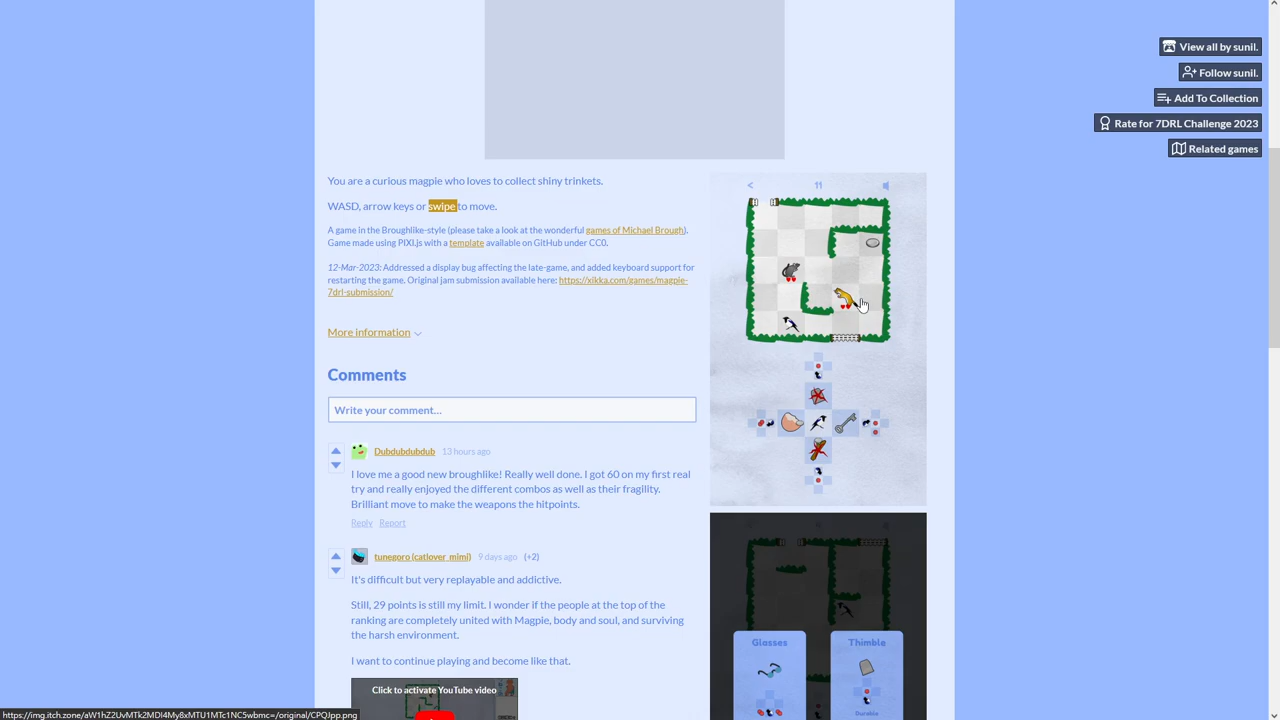 View all by sunil.
Follow sunil.
Add To Collection
Rate for 7DRL Challenge 2023
Related games
You are a curious magpie who loves to collect shiny trinkets.
WASD, arrow keys or swipe to move.
A game in the Broughlike-style (please take a look at the wonderful games of Michael Brough).
Game made using PIXI.js with a template available on GitHub under CC0.
12-Mar-2023: Addressed a display bug affecting the late-game, and added keyboard support for
restarting the game. Original jam submission available here: https://xikka.com/games/magpie-
7drl-submission/
More information
Comments
Write your comment...
Dubdubdubdub 13 hours ago
I love me a good new broughlike! Really well done. I got 60 on my first real
try and really enjoyed the different combos as well as their fragility.
Brilliant move to make the weapons the hitpoints.
Reply Report
tunegoro (catlover_mimi) 9 days ago (+2)
It's difficult but very replayable and addictive.
Still, 29 points is still my limit. I wonder if the people at the top of the
ranking are completely united with Magpie, body and soul, and surviving
the harsh environment.
I want to continue playing and become like that.
Click to activate YouTube video
< 11
< 11
Glasses Thimble
Durable